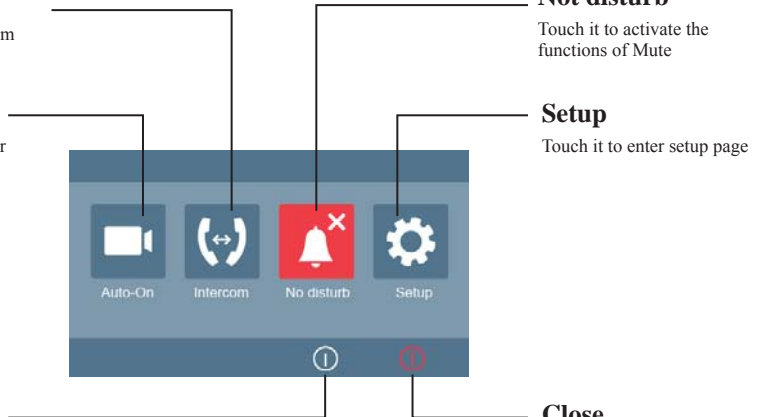 Not disturb
m
Touch it to activate the
functions of Mute
Setup
r
Touch it to enter setup page
Auto-On
Intercom
No disturb
Setup
Close